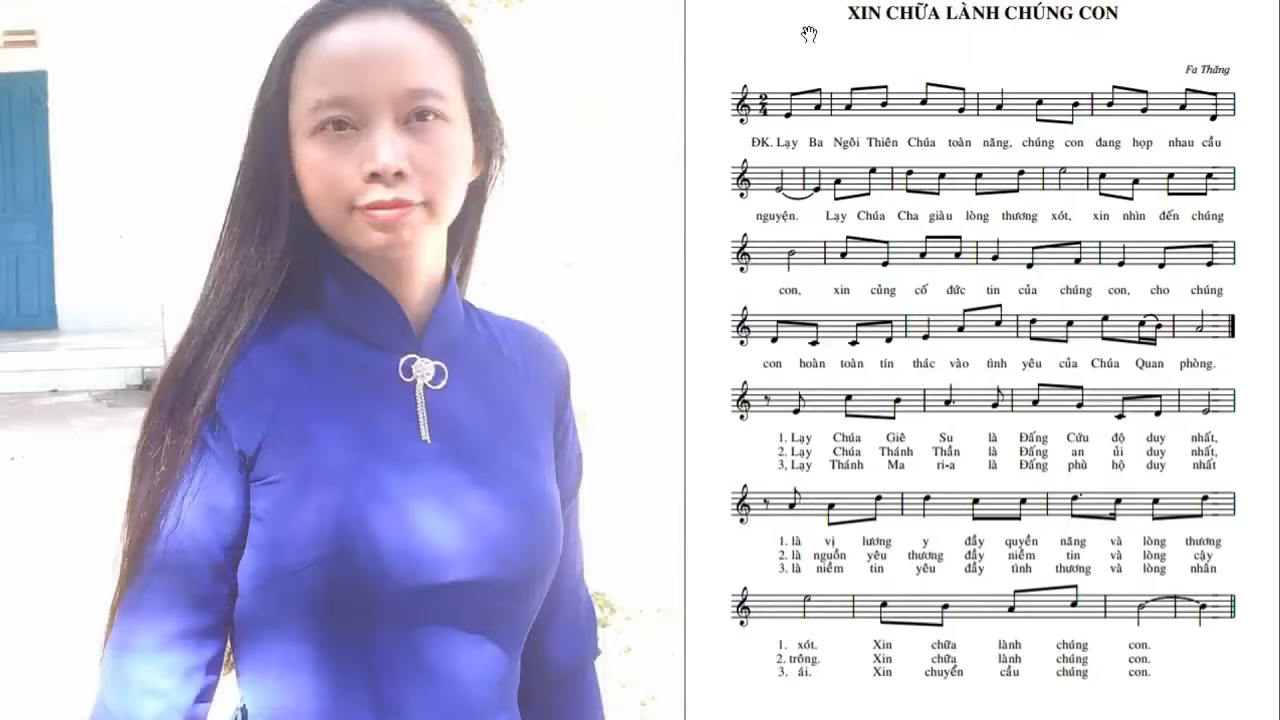 XIN CHỮA LÀNH CHÚNG CON
Fa Thăng
2
4
ĐK. Lạy Ba Ngôi Thiên Chúa toàn năng, chúng con đang họp nhau cầu
nguyện. Lạy Chúa Cha giàu lòng thương xót, xin nhìn đến chúng
con, xin củng cố đức tin của chúng con, cho chúng
con hoàn toàn tín thác vào tình yêu của Chúa Quan phòng.
1. Lạy Chúa Giê Su là Đấng Cứu độ duy nhất,
2. Lạy Chúa Thánh Thần là Đấng an ủi duy nhất,
3, Lạy Thánh Ma ri-a là Đấng phù hộ duy nhất
1. là vị lương y đầy quyền năng và lòng thương
2. là nguồn yêu thương đầy niềm tin và lòng cậy
3. là niềm tin yêu đầy tình thương và lòng nhân
1. xót. Xin chữa lành chúng con.
2. trông. Xin chữa lành chúng con.
3. ái. Xin chuyển cầu chúng con.